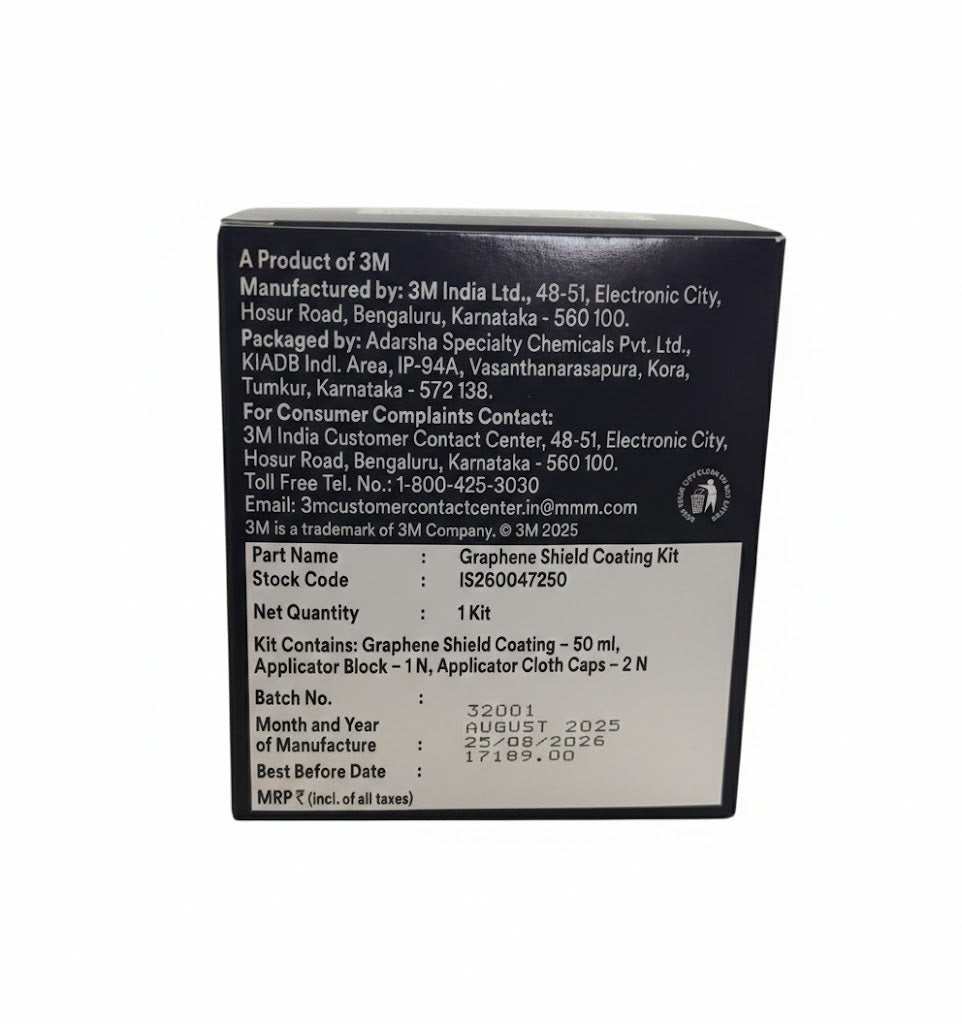 A Product of 3M
Manufactured by: 3M India Ltd., 48-51, Electronic City,
Hosur Road, Bengaluru, Karnataka - 560 100.
Packaged by: Adarsha Specialty Chemicals Pvt. Ltd.,
KIADB Indl. Area, IP-94A, Vasanthanarasapura, Kora,
Tumkur, Karnataka - 572 138.
For Consumer Complaints Contact:
3M India Customer Contact Center, 48-51, Electronic City,
Hosur Road, Bengaluru, Karnataka - 560 100.
Toll Free Tel. No.: 1-800-425-3030
Email: 3mcustomercontactcenter.in@mmm.com
3M is a trademark of 3M Company. © 3M 2025
Part Name : Graphene Shield Coating Kit
Stock Code : IS260047250
Net Quantity : 1 Kit
Kit Contains: Graphene Shield Coating – 50 ml,
Applicator Block – 1 N, Applicator Cloth Caps – 2 N
Batch No. :
32001
Month and Year
AUGUST 2025
of Manufacture :
25/08/2026
17189.00
Best Before Date :
MRP ₹ (incl. of all taxes)